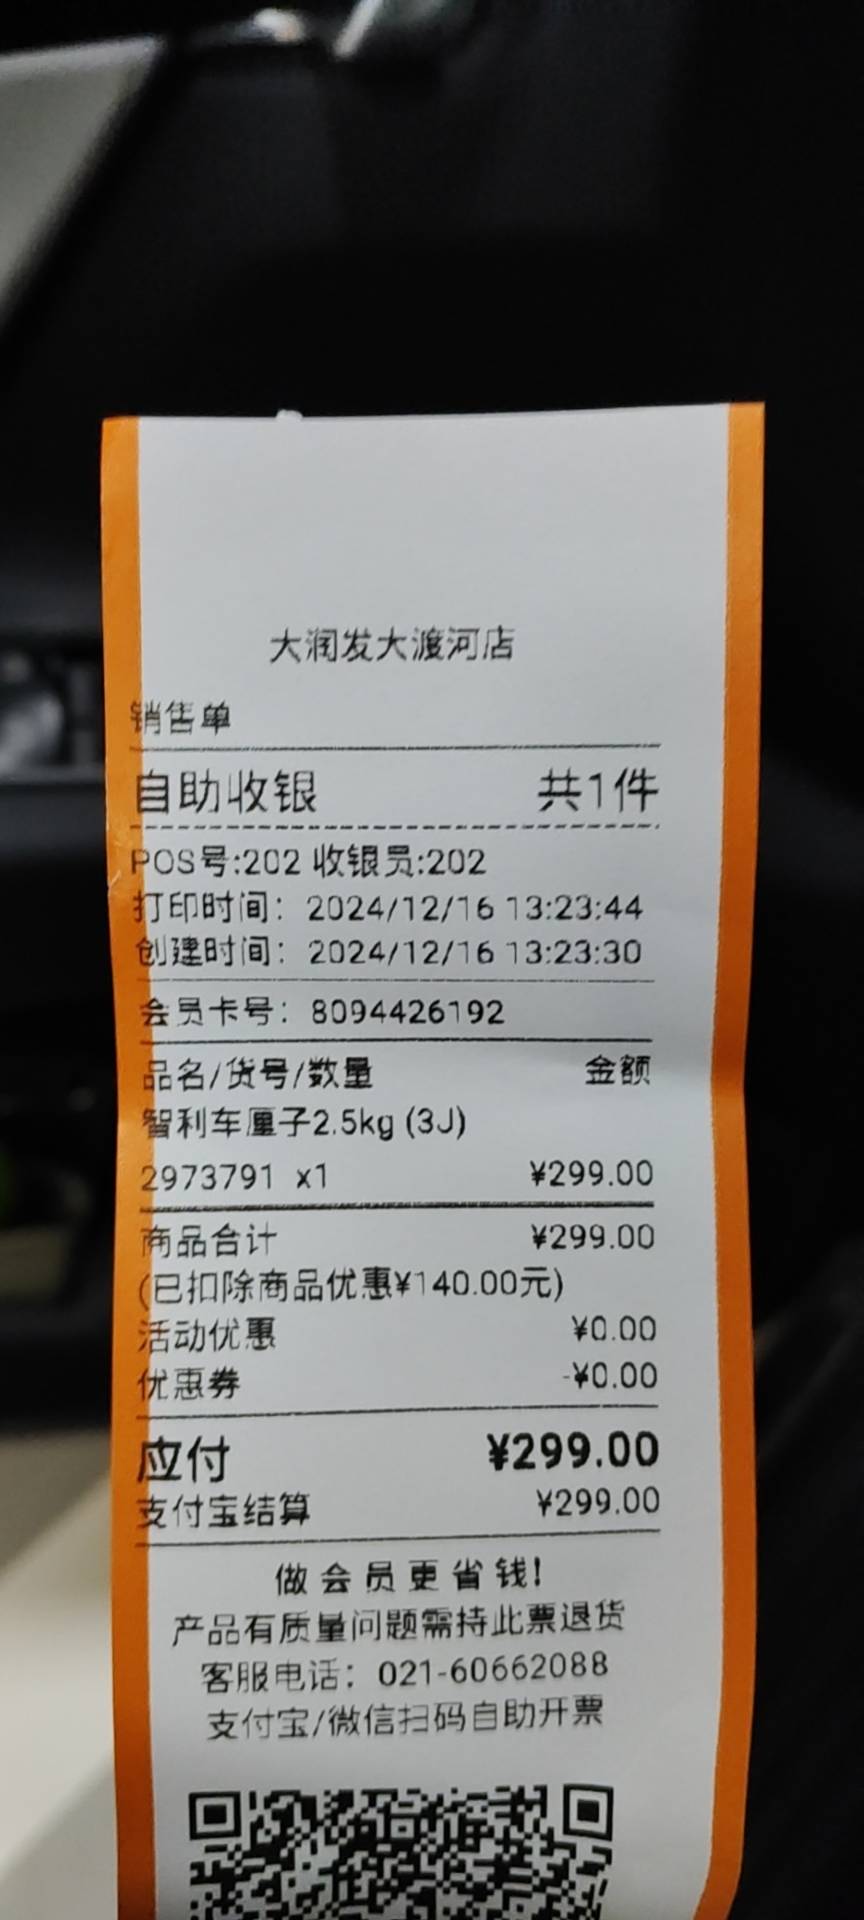 大润发大渡河店
销售单
自助收银 共1件
POS号:202 收银员:202
打印时间：2024/12/16 13:23:44
创建时间：2024/12/16 13:23:30
会员卡号：8094426192
品名/货号/数量 金额
智利车厘子2.5kg (3J)
2973791 x1 ¥299.00
商品合计 ¥299.00
(已扣除商品优惠¥140.00元)
活动优惠 ¥0.00
优惠券 -¥0.00
应付 ¥299.00
支付宝结算 ¥299.00
做会员更省钱!
产品有质量问题需持此票退货
客服电话：021-60662088
支付宝/微信扫码自助开票